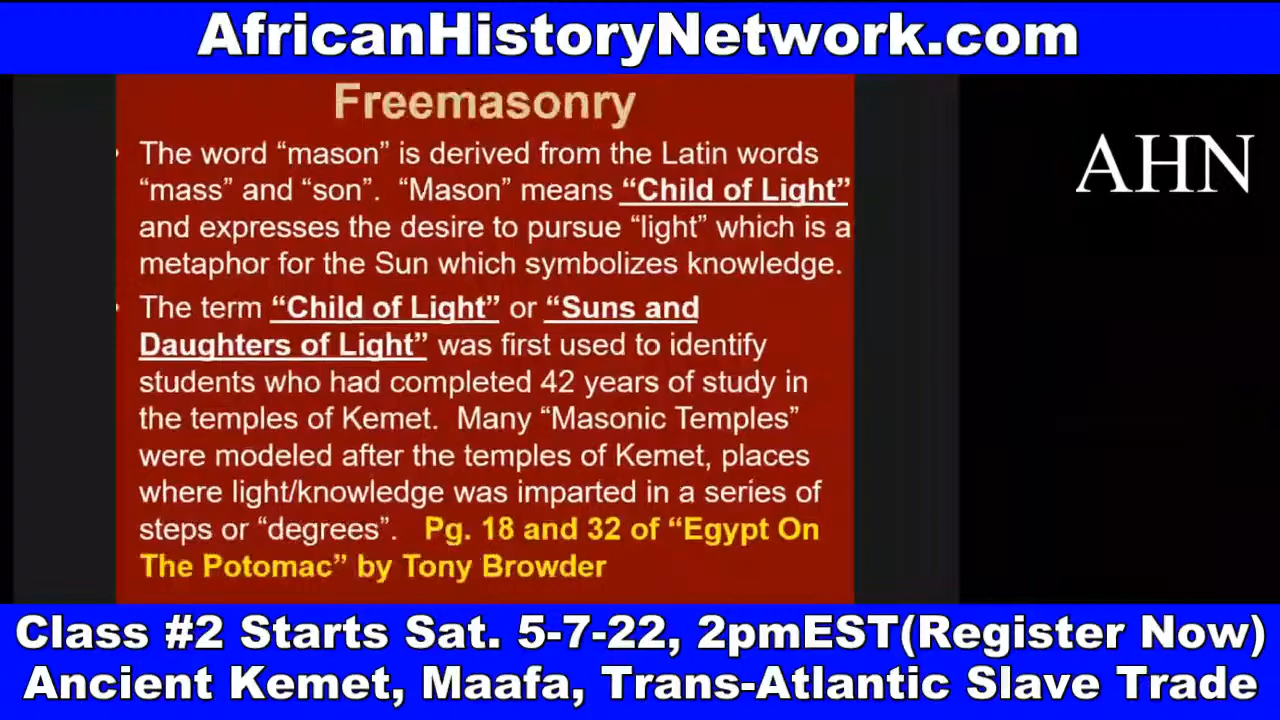 AfricanHistoryNetwork.com
Freemasonry
AHN
• The word “mason” is derived from the Latin words
“mass” and “son”.  “Mason” means “Child of Light”
and expresses the desire to pursue “light” which is a
metaphor for the Sun which symbolizes knowledge.
• The term “Child of Light” or “Suns and
Daughters of Light” was first used to identify
students who had completed 42 years of study in
the temples of Kemet.  Many “Masonic Temples”
were modeled after the temples of Kemet, places
where light/knowledge was imparted in a series of
steps or “degrees”.   Pg. 18 and 32 of “Egypt On
The Potomac” by Tony Browder
Class #2 Starts Sat. 5-7-22, 2pmEST(Register Now)
Ancient Kemet, Maafa, Trans-Atlantic Slave Trade